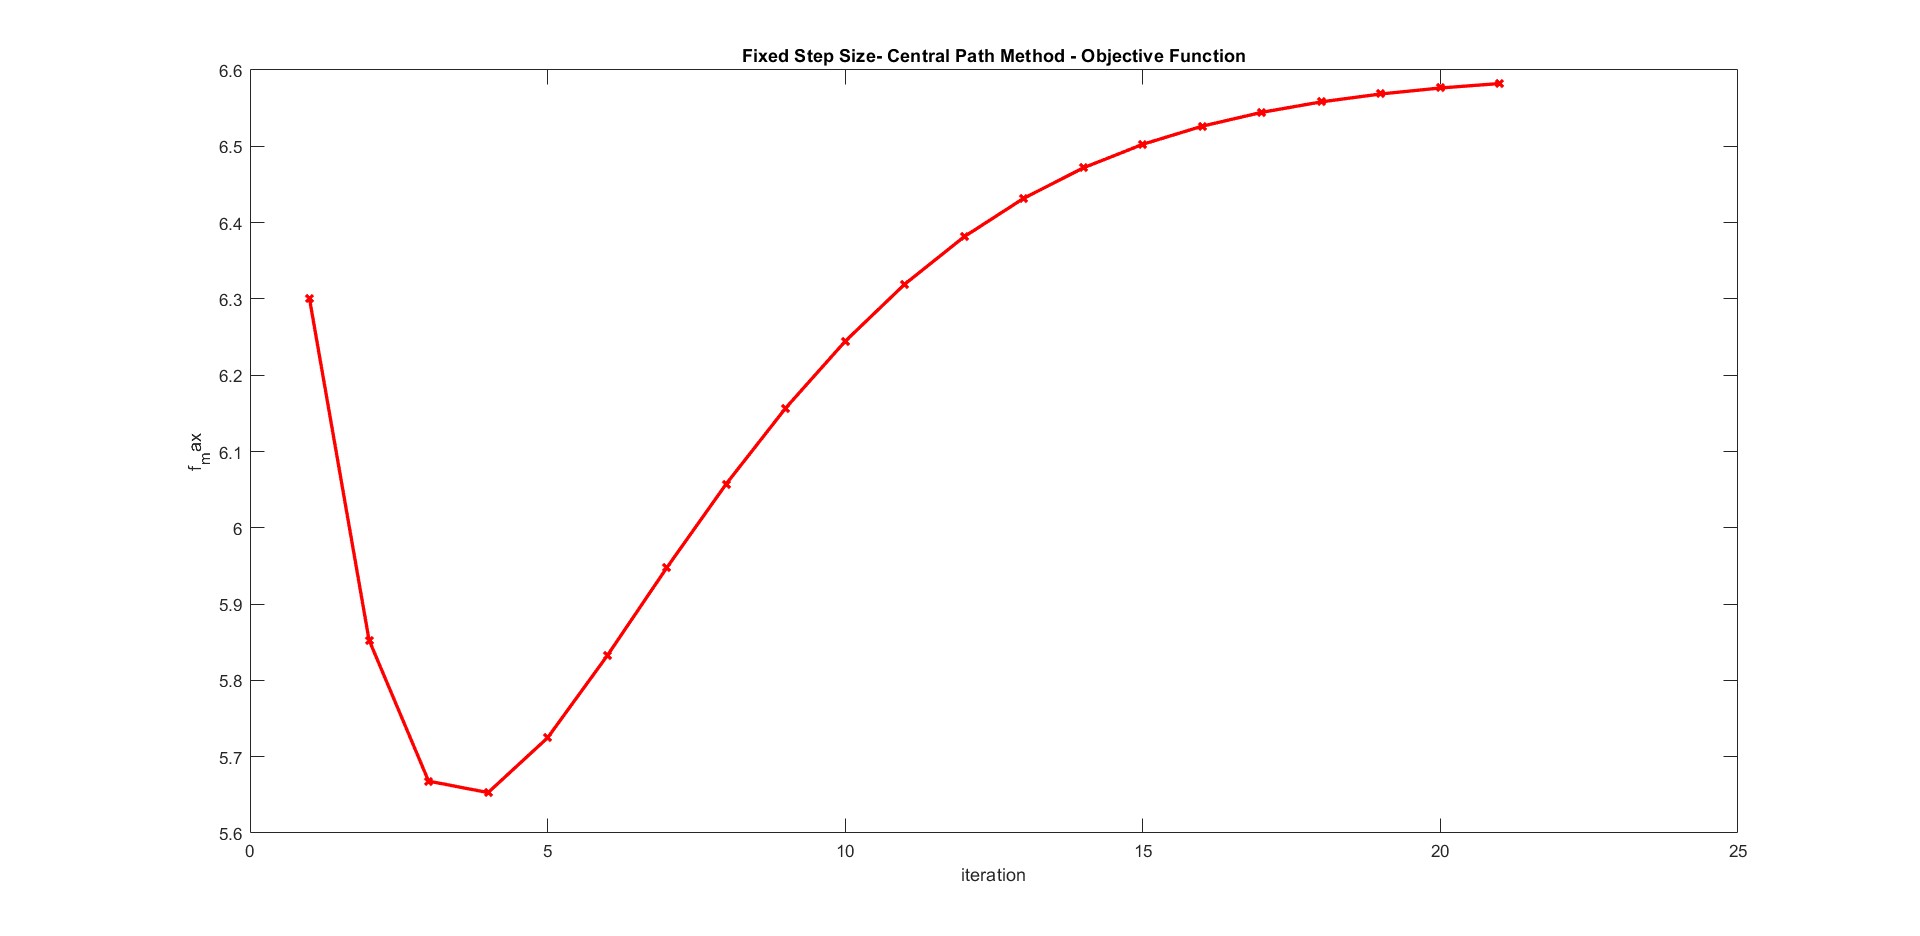 Fixed Step Size- Central Path Method - Objective Function
6.6
6.5
6.4
6.3
6.2
6.1
6
5.9
5.8
5.7
5.6
f_max
0 5 10 15 20 25
iteration